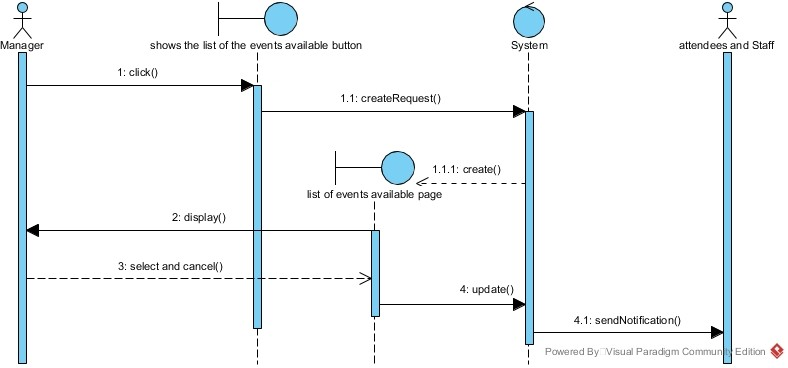 Manager
shows the list of the events available button
System
attendees and Staff
1: click()
1.1: createRequest()
1.1.1: create()
list of events available page
2: display()
3: select and cancel()
4: update()
4.1: sendNotification()
Powered By Visual Paradigm Community Edition